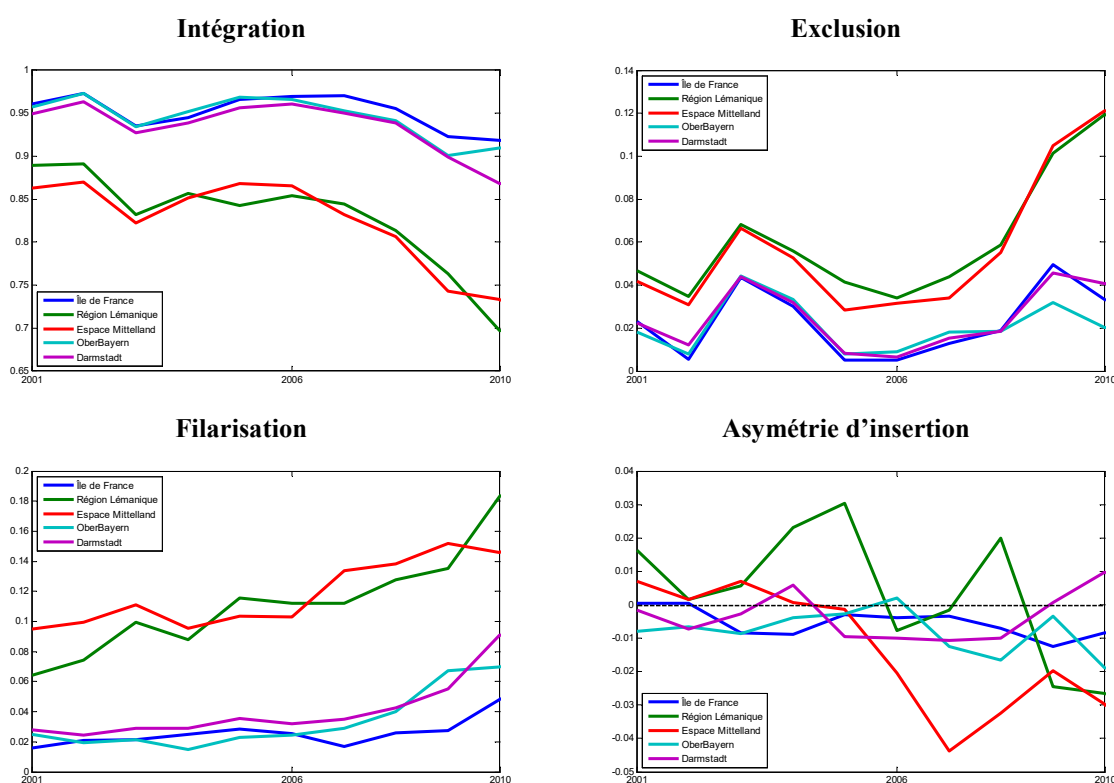 Intégration
1
0.95
0.9
0.85
0.8
0.75
0.7
0.65
2001
2006
2010
Île de France
Région Lémanique
Espace Mittelland
OberBayern
Darmstadt
Exclusion
0.14
0.12
0.1
0.08
0.06
0.04
0.02
0
2001
2006
2010
Île de France
Région Lémanique
Espace Mittelland
OberBayern
Darmstadt
Filarisation
0.2
0.18
0.16
0.14
0.12
0.1
0.08
0.06
0.04
0.02
0
2001
2006
2010
Île de France
Région Lémanique
Espace Mittelland
OberBayern
Darmstadt
Asymétrie d’insertion
0.04
0.03
0.02
0.01
0
-0.01
-0.02
-0.03
-0.04
-0.05
2001
2006
2010
Île de France
Région Lémanique
Espace Mittelland
OberBayern
Darmstadt